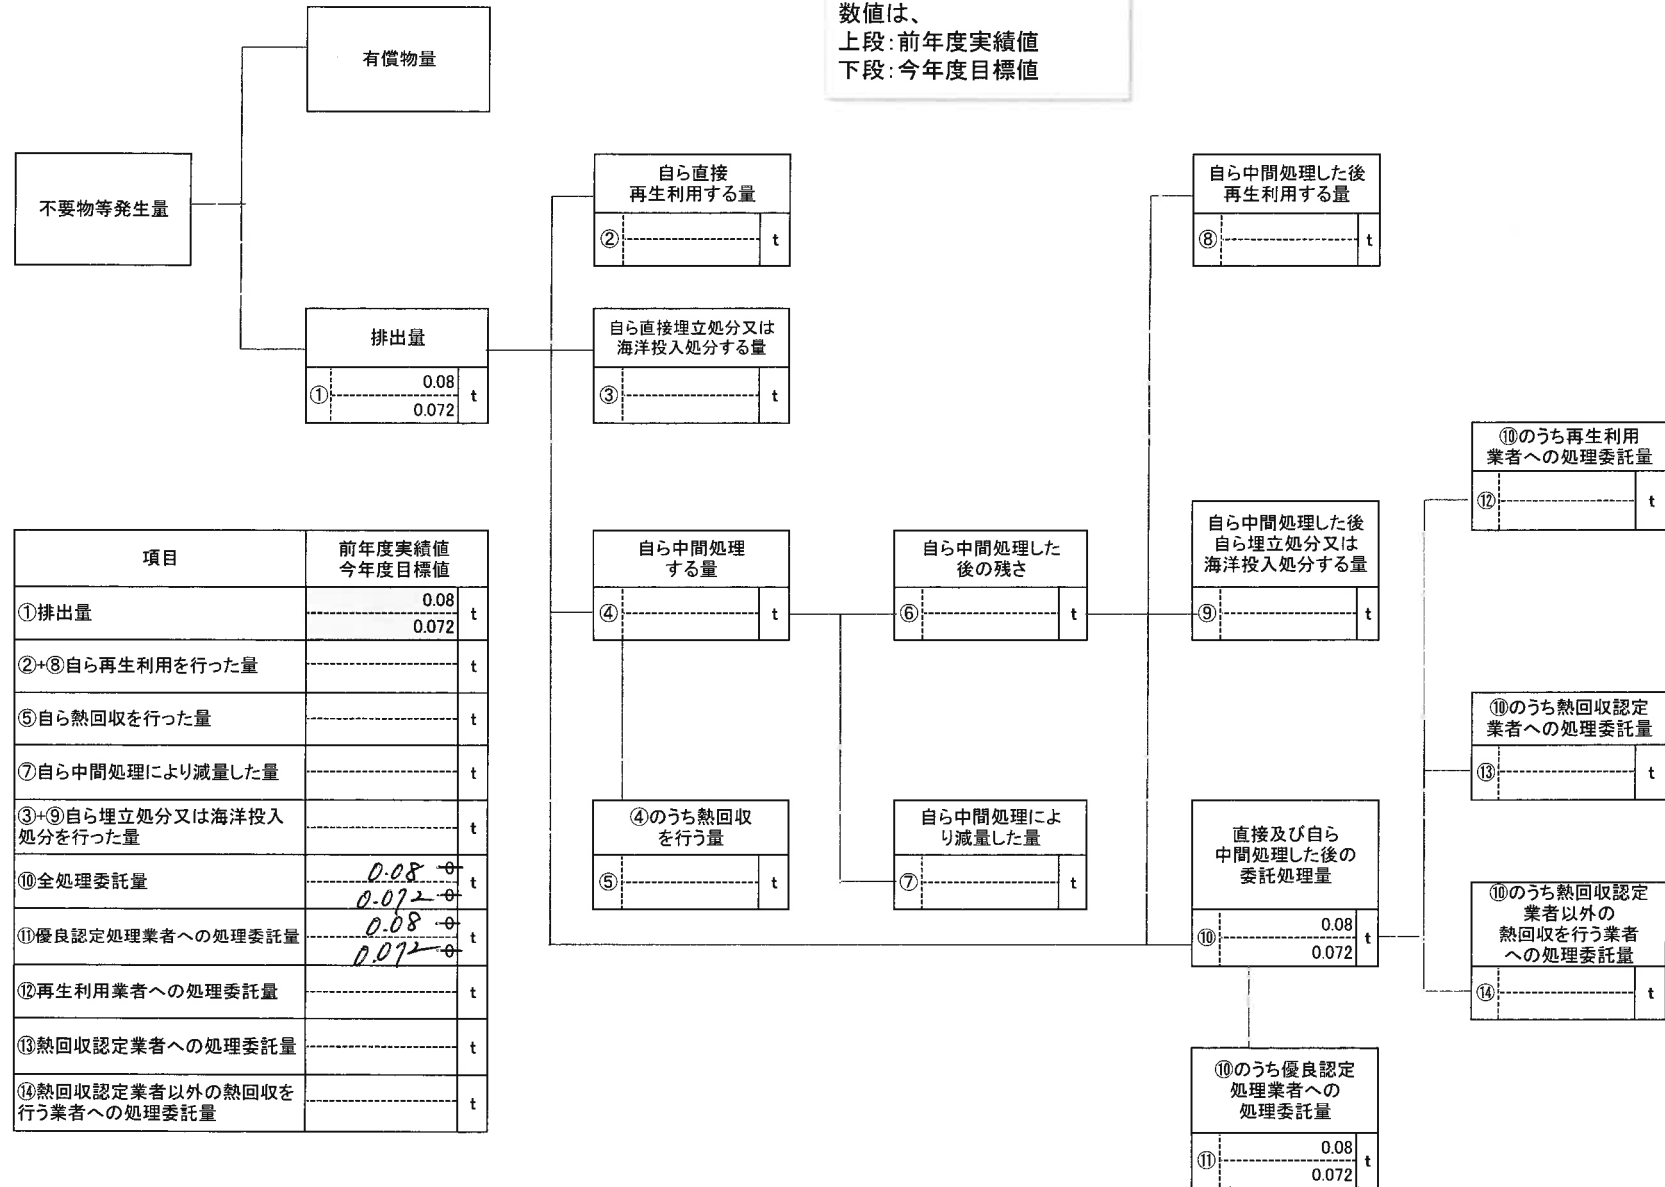 数値は、
上段:前年度実績値
下段:今年度目標値
有償物量
不要物等発生量
自ら直接
再生利用する量
② t
自ら中間処理した後
再生利用する量
⑧ t
排出量
① 0.08 t
0.072
自ら直接埋立処分又は
海洋投入処分する量
③ t
⑩のうち再生利用
業者への処理委託量
⑫ t
自ら中間処理
する量
④ t
自ら中間処理した
後の残さ
⑥ t
自ら中間処理した後
自ら埋立処分又は
海洋投入処分する量
⑨ t
⑩のうち熱回収認定
業者への処理委託量
⑬ t
④のうち熱回収
を行う量
⑤ t
自ら中間処理によ
り減量した量
⑦ t
直接及び自ら
中間処理した後の
委託処理量
⑩ 0.08 t
0.072
⑩のうち熱回収認定
業者以外の
熱回収を行う業者
への処理委託量
⑭ t
⑩のうち優良認定
処理業者への
処理委託量
⑪ 0.08 t
0.072
項目 前年度実績値
今年度目標値
①排出量 0.08 t
0.072
②+⑧自ら再生利用を行った量 t
⑤自ら熱回収を行った量 t
⑦自ら中間処理により減量した量 t
③+⑨自ら埋立処分又は海洋投入
処分を行った量 t
⑩全処理委託量 0.08 0 t
0.072 0
⑪優良認定処理業者への処理委託量 0.08 0 t
0.072 0
⑫再生利用業者への処理委託量 t
⑬熱回収認定業者への処理委託量 t
⑭熱回収認定業者以外の熱回収を
行う業者への処理委託量 t